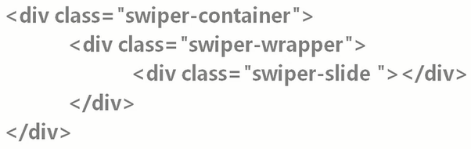 <div class="swiper-container">
<div class="swiper-wrapper">
<div class="swiper-slide "></div>
</div>
</div>